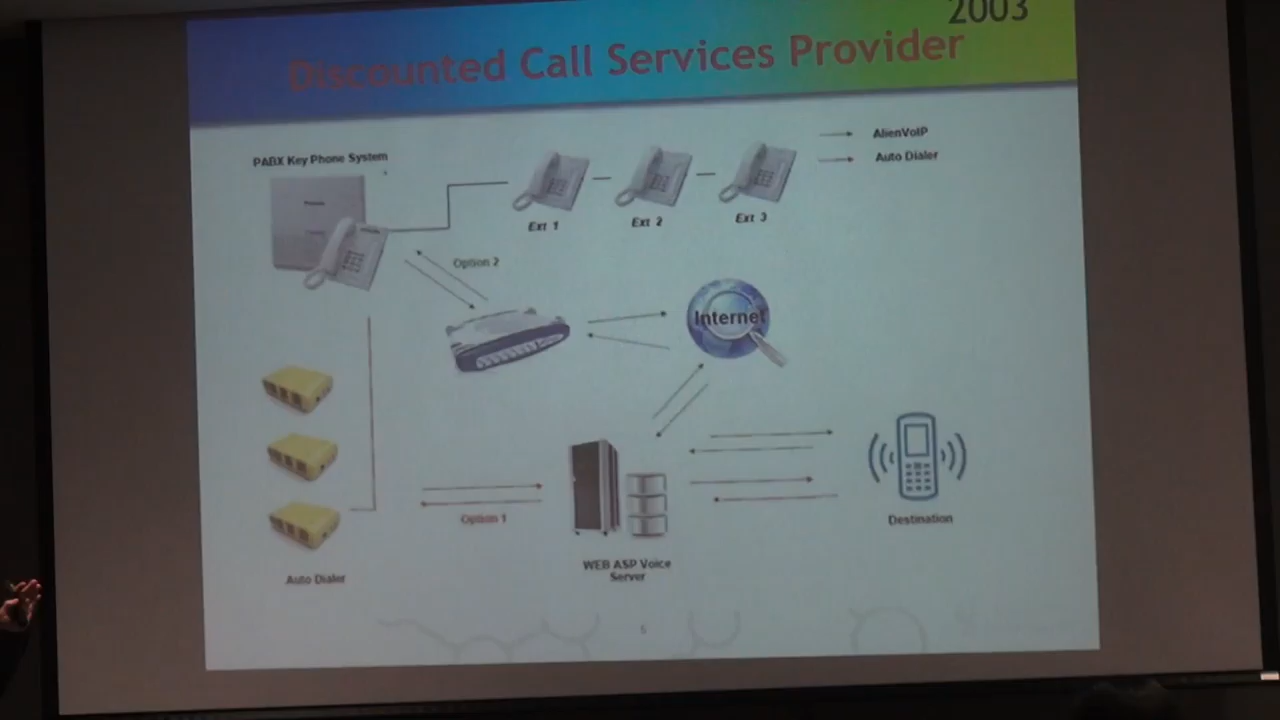 2003
Discounted Call Services Provider
AlienVoIP
Auto Dialer
PABX Key Phone System
Ext 1
Ext 2
Ext 3
Option 2
Internet
Option 1
WEB ASP Voice
Server
Destination
Auto Dialer